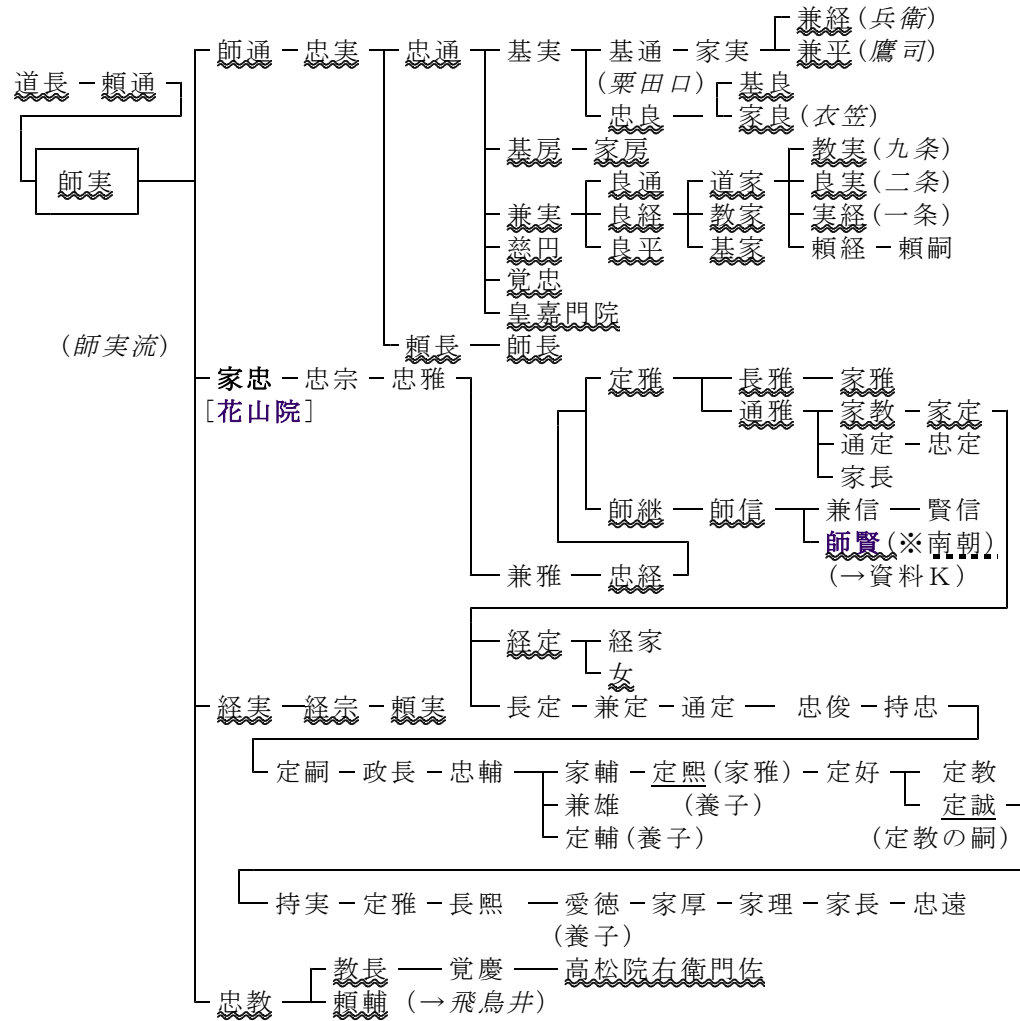 兼経(兵衛)
師通 忠実 忠通 基実 基通 家実 兼平(鷹司)
道長 頼通 (粟田口) 基良
忠良 家良(衣笠)
基房 家房 教実(九条)
師実 良通 道家 良実(二条)
兼実 良経 教家 実経(一条)
慈円 良平 基家 頼経 頼嗣
覚忠
皇嘉門院
(師実流) 頼長 師長
家忠 忠宗 忠雅 定雅 長雅 家雅
[花山院] 通雅 家教 家定
通定 忠定
家長
師継 師信 兼信 賢信
師賢(※南朝)
兼雅 忠経 (→資料K)
経定 経家
女
経実 経宗 頼実 長定 兼定 通定 忠俊 持忠
定嗣 政長 忠輔 家輔 定熙(家雅) 定好 定教
兼雄 (養子) 定誠
定輔(養子) (定教の嗣)
持実 定雅 長熙 愛徳 家厚 家理 家長 忠遠
(養子)
教長 覚慶 高松院右衛門佐
忠教 頼輔 (→飛鳥井)